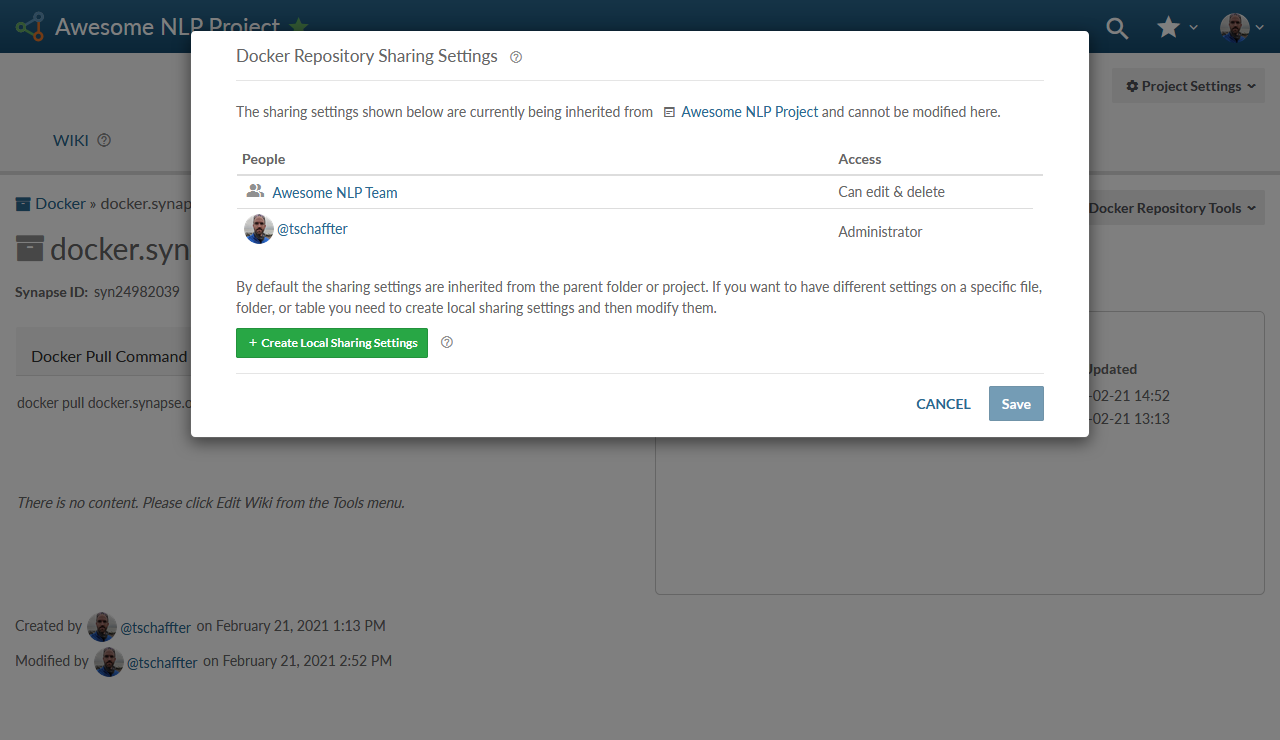 Awesome NLP Project
Docker Repository Sharing Settings
Project Settings
The sharing settings shown below are currently being inherited from Awesome NLP Project and cannot be modified here.
WIKI
People Access
Awesome NLP Team Can edit & delete
@tschaffter Administrator
Docker » docker.synap
Docker Repository Tools
docker.syn
Synapse ID: syn24982039
By default the sharing settings are inherited from the parent folder or project. If you want to have different settings on a specific file,
folder, or table you need to create local sharing settings and then modify them.
+ Create Local Sharing Settings
Docker Pull Command
Updated
CANCEL Save
docker pull docker.synapse.o
-02-21 14:52
-02-21 13:13
There is no content. Please click Edit Wiki from the Tools menu.
Created by @tschaffter on February 21, 2021 1:13 PM
Modified by @tschaffter on February 21, 2021 2:52 PM